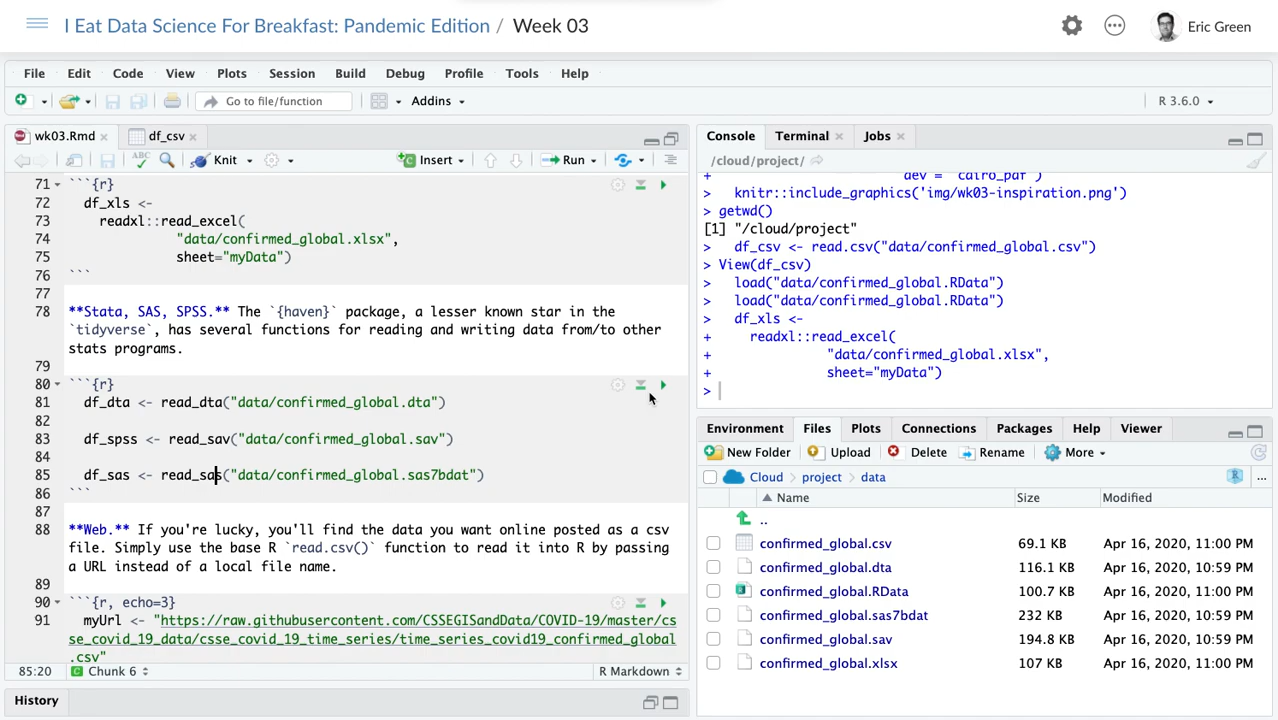 I Eat Data Science For Breakfast: Pandemic Edition / Week 03
Eric Green
File Edit Code View Plots Session Build Debug Profile Tools Help
Go to file/function
Addins
R 3.6.0
wk03.Rmd
df_csv
ABC
Knit
Insert
Run
71 ```{r}
72 df_xls <-
73 readxl::read_excel(
74 "data/confirmed_global.xlsx",
75 sheet="myData")
76 ```
77
78 **Stata, SAS, SPSS.** The `{haven}` package, a lesser known star in the
`tidyverse`, has several functions for reading and writing data from/to other
stats programs.
79
80 ```{r}
81 df_dta <- read_dta("data/confirmed_global.dta")
82
83 df_spss <- read_sav("data/confirmed_global.sav")
84
85 df_sas <- read_sas("data/confirmed_global.sas7bdat")
86 ```
87
88 **Web.** If you're lucky, you'll find the data you want online posted as a csv
file. Simply use the base R `read.csv()` function to read it into R by passing
a URL instead of a local file name.
89
90 ```{r, echo=3}
91 myUrl <- "https://raw.githubusercontent.com/CSSEGISandData/COVID-19/master/cs
se_covid_19_data/csse_covid_19_time_series/time_series_covid19_confirmed_global
.csv"
85:20 Chunk 6 R Markdown
History
Console Terminal Jobs
/cloud/project/
+ dev = 'cairo_pdf')
> knitr::include_graphics('img/wk03-inspiration.png')
> getwd()
[1] "/cloud/project"
> df_csv <- read.csv("data/confirmed_global.csv")
> View(df_csv)
> load("data/confirmed_global.RData")
> load("data/confirmed_global.RData")
> df_xls <-
+ readxl::read_excel(
+ "data/confirmed_global.xlsx",
+ sheet="myData")
>
Environment Files Plots Connections Packages Help Viewer
New Folder Upload Delete Rename More
Cloud project data
Name Size Modified
..
confirmed_global.csv 69.1 KB Apr 16, 2020, 11:00 PM
confirmed_global.dta 116.1 KB Apr 16, 2020, 10:59 PM
confirmed_global.RData 100.7 KB Apr 16, 2020, 11:00 PM
confirmed_global.sas7bdat 232 KB Apr 16, 2020, 10:59 PM
confirmed_global.sav 194.8 KB Apr 16, 2020, 10:59 PM
confirmed_global.xlsx 107 KB Apr 16, 2020, 11:00 PM